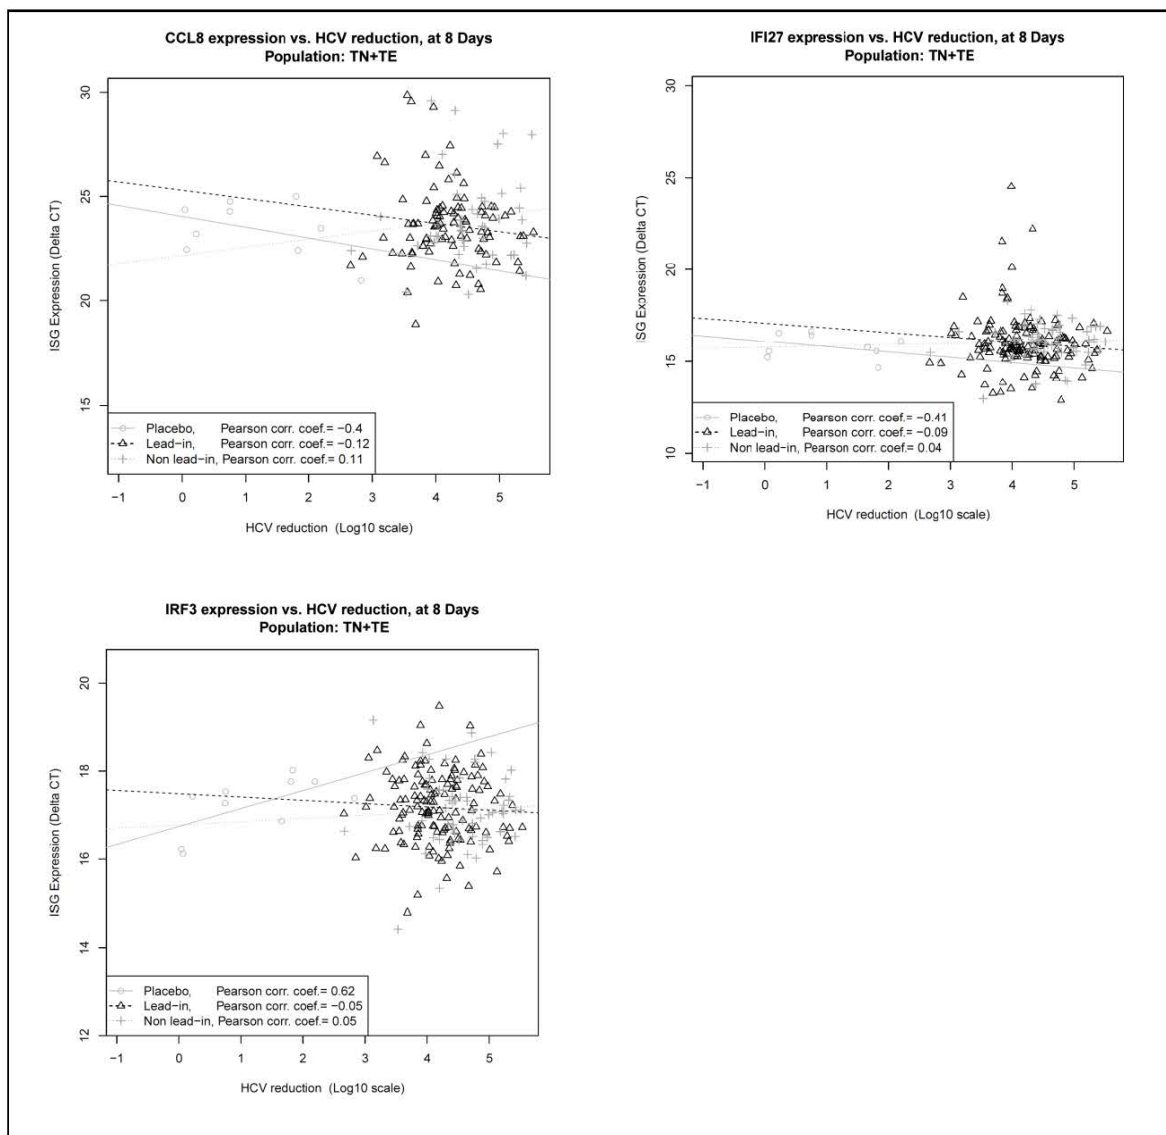 CCL8 expression vs. HCV reduction, at 8 Days
Population: TN+TE
30
25
20
15
ISG Expression (Delta CT)
Placebo, Pearson corr. coef.= −0.4
Lead−in, Pearson corr. coef.= −0.12
Non lead−in, Pearson corr. coef.= 0.11
−1 0 1 2 3 4 5
HCV reduction (Log10 scale)
IFI27 expression vs. HCV reduction, at 8 Days
Population: TN+TE
30
25
20
15
10
ISG Expression (Delta CT)
Placebo, Pearson corr. coef.= −0.41
Lead−in, Pearson corr. coef.= −0.09
Non lead−in, Pearson corr. coef.= 0.04
−1 0 1 2 3 4 5
HCV reduction (Log10 scale)
IRF3 expression vs. HCV reduction, at 8 Days
Population: TN+TE
20
18
16
14
12
ISG Expression (Delta CT)
Placebo, Pearson corr. coef.= 0.62
Lead−in, Pearson corr. coef.= −0.05
Non lead−in, Pearson corr. coef.= 0.05
−1 0 1 2 3 4 5
HCV reduction (Log10 scale)